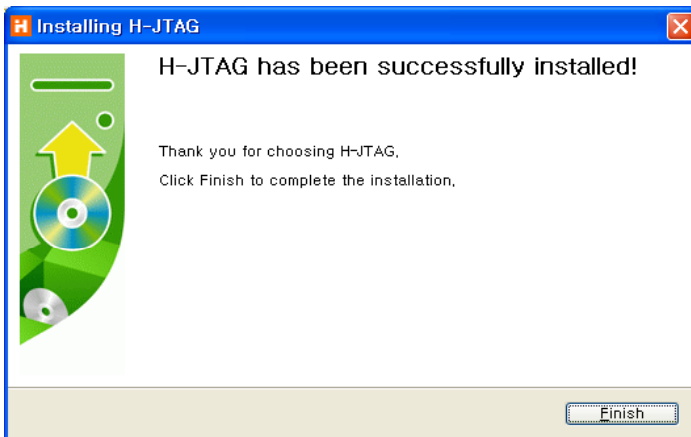 H Installing H-JTAG
H-JTAG has been successfully installed!
Thank you for choosing H-JTAG,
Click Finish to complete the installation,
Finish